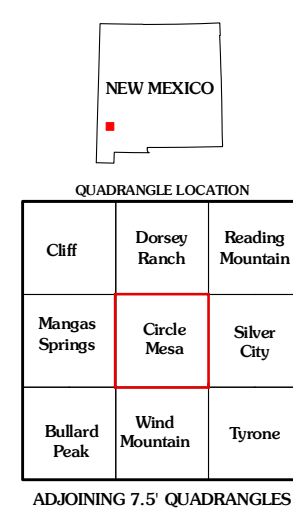 NEW MEXICO
QUADRANGLE LOCATION
Cliff
Dorsey
Ranch
Reading
Mountain
Mangas
Springs
Circle
Mesa
Silver
City
Bullard
Peak
Wind
Mountain
Tyrone
ADJOINING 7.5' QUADRANGLES